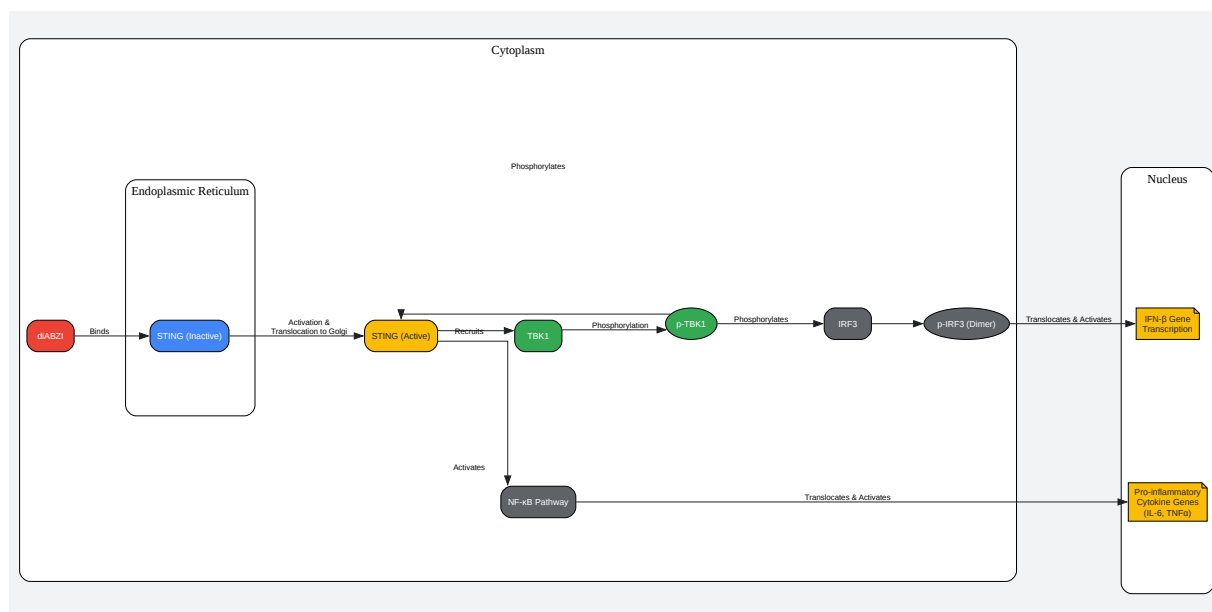 Cytoplasm
Phosphorylates
Endoplasmic Reticulum
Nucleus
diABZI
Binds
STING (Inactive)
Activation &
Translocation to Golgi
STING (Active)
Recruits
TBK1
Phosphorylation
p-TBK1
Phosphorylates
IRF3
p-IRF3 (Dimer)
Translocates & Activates
IFN-β Gene
Transcription
Activates
NF-κB Pathway
Translocates & Activates
Pro-inflammatory
Cytokine Genes
(IL-6, TNFα)